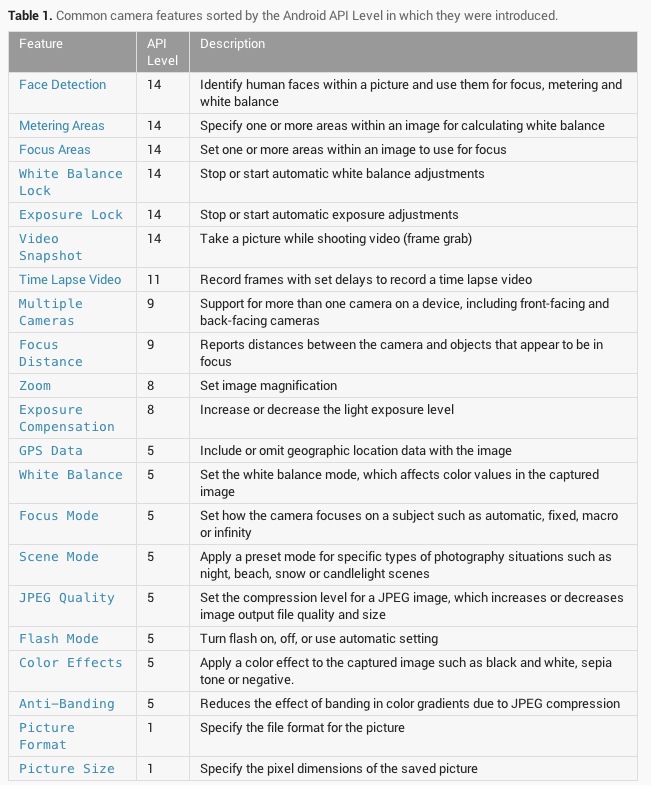 Table 1. Common camera features sorted by the Android API Level in which they were introduced.
Feature API Level Description
Face Detection 14 Identify human faces within a picture and use them for focus, metering and
white balance
Metering Areas 14 Specify one or more areas within an image for calculating white balance
Focus Areas 14 Set one or more areas within an image to use for focus
White Balance Lock 14 Stop or start automatic white balance adjustments
Exposure Lock 14 Stop or start automatic exposure adjustments
Video Snapshot 14 Take a picture while shooting video (frame grab)
Time Lapse Video 11 Record frames with set delays to record a time lapse video
Multiple Cameras 9 Support for more than one camera on a device, including front-facing and
back-facing cameras
Focus Distance 9 Reports distances between the camera and objects that appear to be in
focus
Zoom 8 Set image magnification
Exposure Compensation 8 Increase or decrease the light exposure level
GPS Data 5 Include or omit geographic location data with the image
White Balance 5 Set the white balance mode, which affects color values in the captured
image
Focus Mode 5 Set how the camera focuses on a subject such as automatic, fixed, macro
or infinity
Scene Mode 5 Apply a preset mode for specific types of photography situations such as
night, beach, snow or candlelight scenes
JPEG Quality 5 Set the compression level for a JPEG image, which increases or decreases
image output file quality and size
Flash Mode 5 Turn flash on, off, or use automatic setting
Color Effects 5 Apply a color effect to the captured image such as black and white, sepia
tone or negative.
Anti-Banding 5 Reduces the effect of banding in color gradients due to JPEG compression
Picture Format 1 Specify the file format for the picture
Picture Size 1 Specify the pixel dimensions of the saved picture